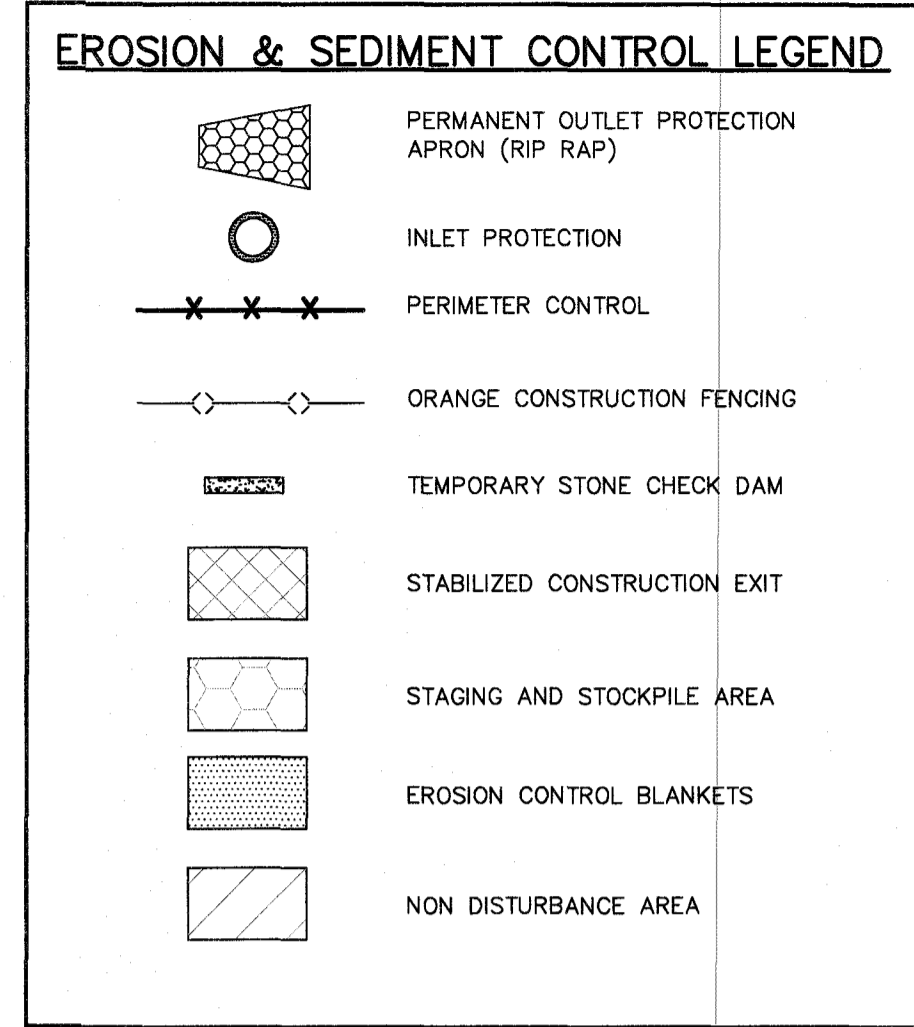 EROSION & SEDIMENT CONTROL LEGEND
PERMANENT OUTLET PROTECTION
APRON (RIP RAP)
INLET PROTECTION
PERIMETER CONTROL
ORANGE CONSTRUCTION FENCING
TEMPORARY STONE CHECK DAM
STABILIZED CONSTRUCTION EXIT
STAGING AND STOCKPILE AREA
EROSION CONTROL BLANKETS
NON DISTURBANCE AREA